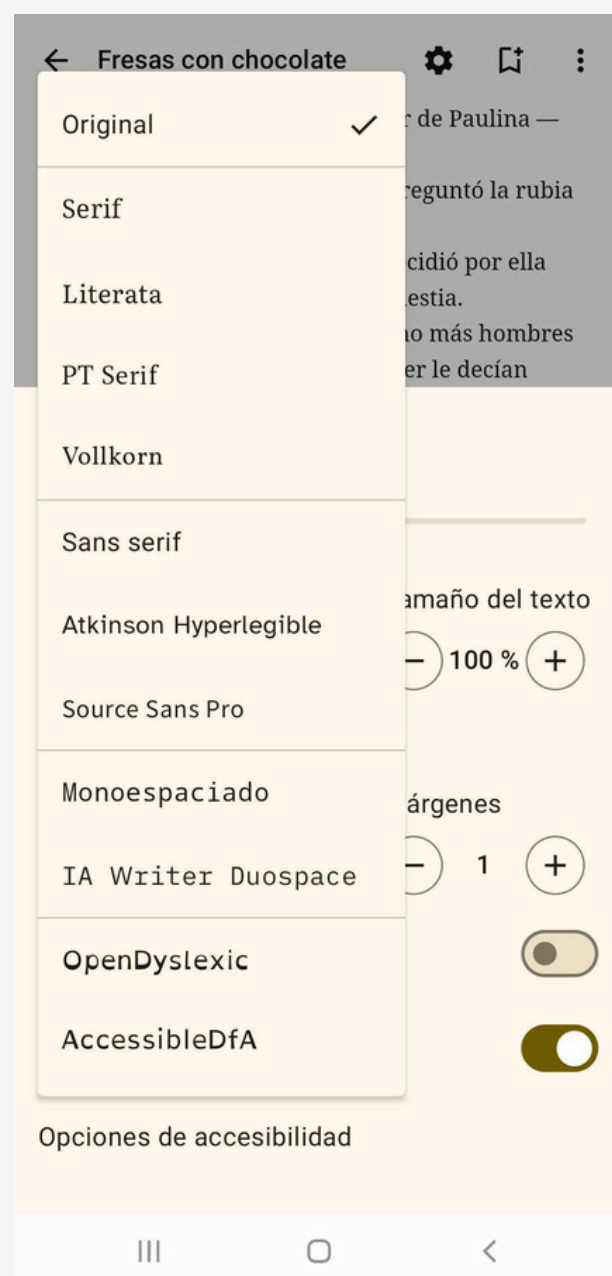 Fresas con chocolate
Original
de Paulina —
Serif
reguntó la rubia
cidió por ella
Literata
estia.
no más hombres
PT Serif
er le decían
Vollkorn
Sans serif
amaño del texto
Atkinson Hyperlegible
100 %
Source Sans Pro
Monoespaciado
árgenes
IA Writer Duospace
1
OpenDyslexic
AccessibleDfA
Opciones de accesibilidad